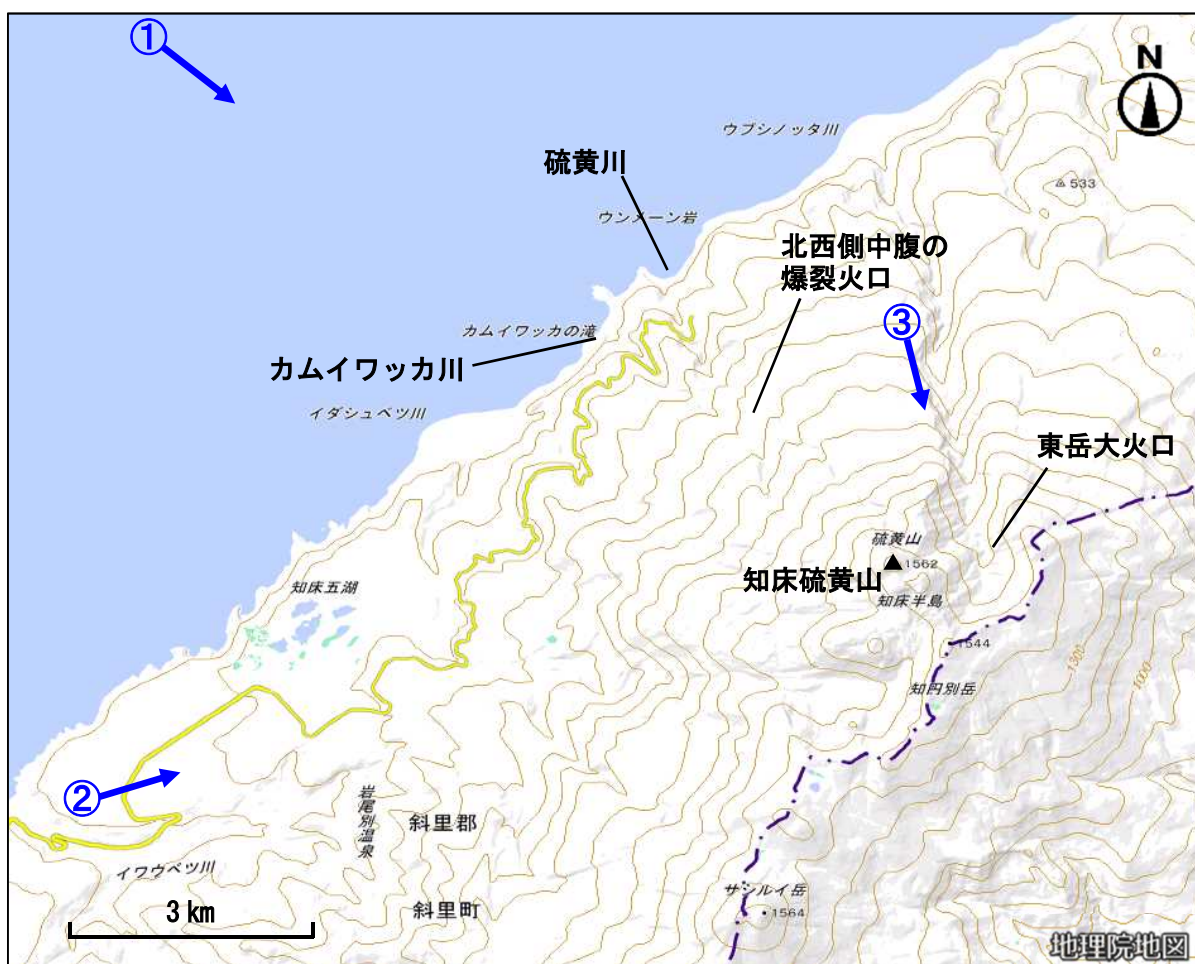 ①
N
ウブシノッタ川
硫黄川
533
ウンメーン岩
北西側中腹の
爆裂火口
③
カムイワッカの滝
カムイワッカ川
イダシュベツ川
東岳大火口
硫黄山
1562
知床硫黄山
知床半島
知床五湖
1544
1300
1000
知円別岳
②
岩尾別温泉
斜里郡
イワウベツ川
サシルイ岳
1564
3 km
斜里町
地理院地図